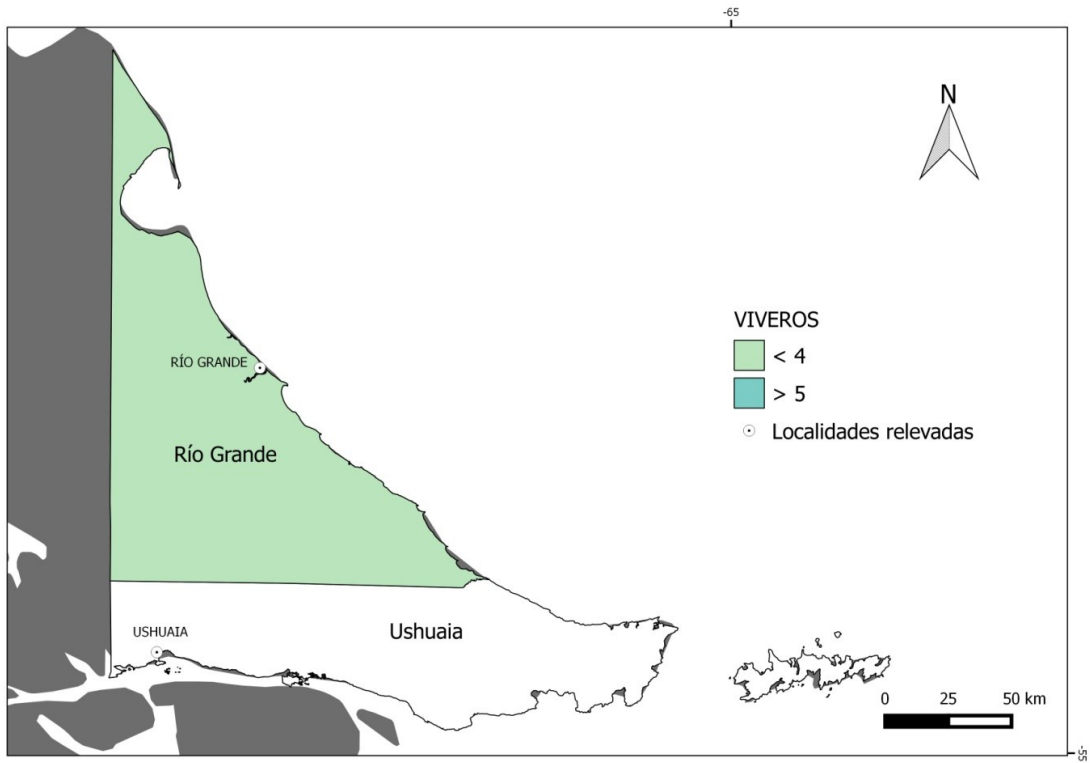 -65
N
VIVEROS
< 4
> 5
Localidades relevadas
RÍO GRANDE
Río Grande
Ushuaia
USHUAIA
0 25 50 km
-55